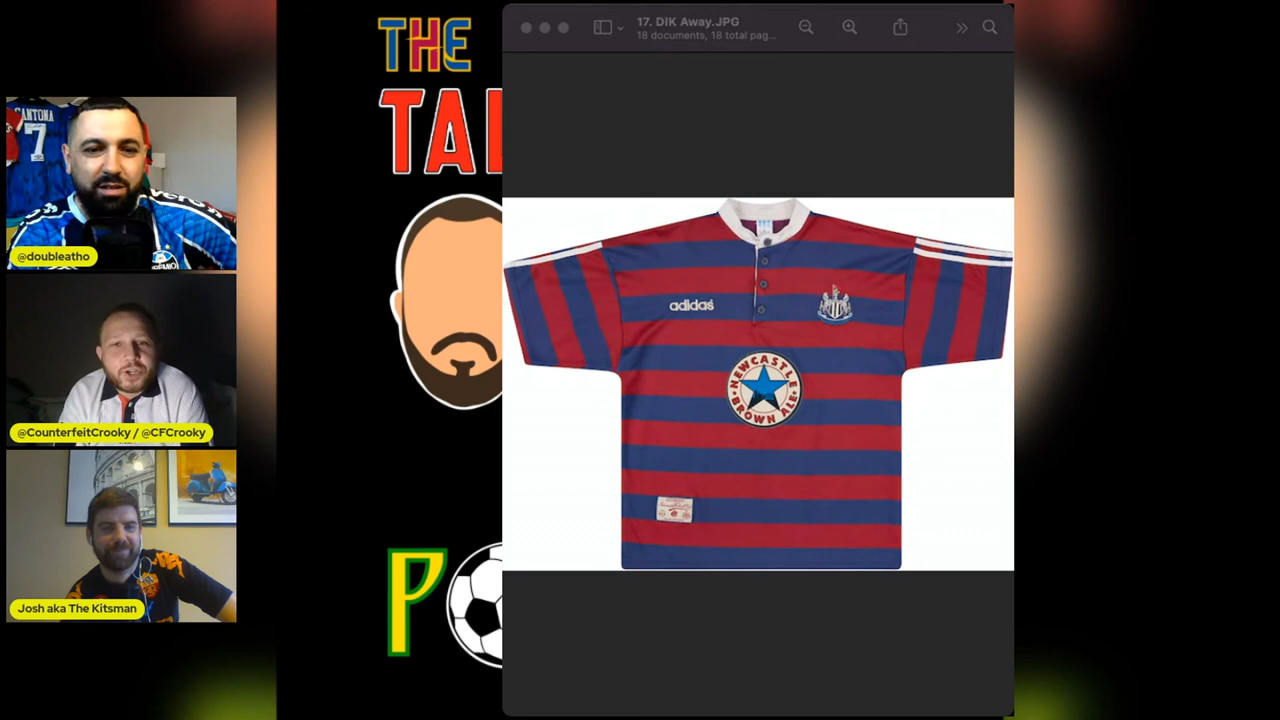 THE
TAL
17. DIK Away.JPG
18 documents, 18 total pag...
CANTONA
7
@doubleatho
@CounterfeitCrooky / @CFCrooky
Josh aka The Kitsman
adidas
NEWCASTLE
BROWN ALE
P